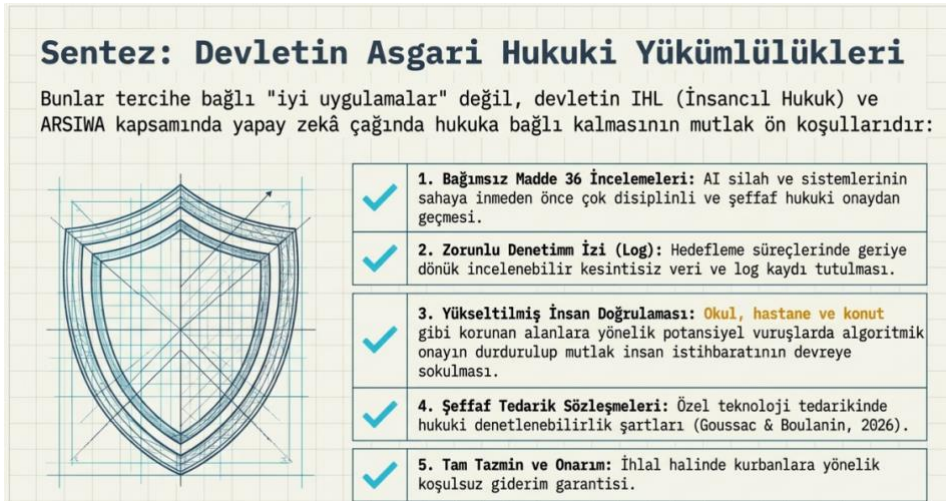 Sentez: Devletin Asgari Hukuki Yükümlülükleri
Bunlar tercihe bağlı "iyi uygulamalar" değil, devletin IHL (İnsancıl Hukuk) ve
ARSIWA kapsamında yapay zekâ çağında hukuka bağlı kalmasının mutlak ön koşullarıdır:
1. Bağımsız Madde 36 İncelemeleri: AI silah ve sistemlerinin
sahaya inmeden önce çok disiplinli ve şeffaf hukuki onaydan
geçmesi.
2. Zorunlu Denetimm İzi (Log): Hedefleme süreçlerinde geriye
dönük incelenebilir kesintisiz veri ve log kaydı tutulması.
3. Yükseltilmiş İnsan Doğrulaması: Okul, hastane ve konut
gibi korunan alanlara yönelik potansiyel vuruşlarda algoritmik
onayın durdurulup mutlak insan istihbaratının devreye
sokulması.
4. Şeffaf Tedarik Sözleşmeleri: Özel teknoloji tedarikinde
hukuki denetlenebilirlik şartları (Goussac & Boulanin, 2026).
5. Tam Tazmin ve Onarım: İhlal halinde kurbanlara yönelik
koşulsuz giderim garantisi.